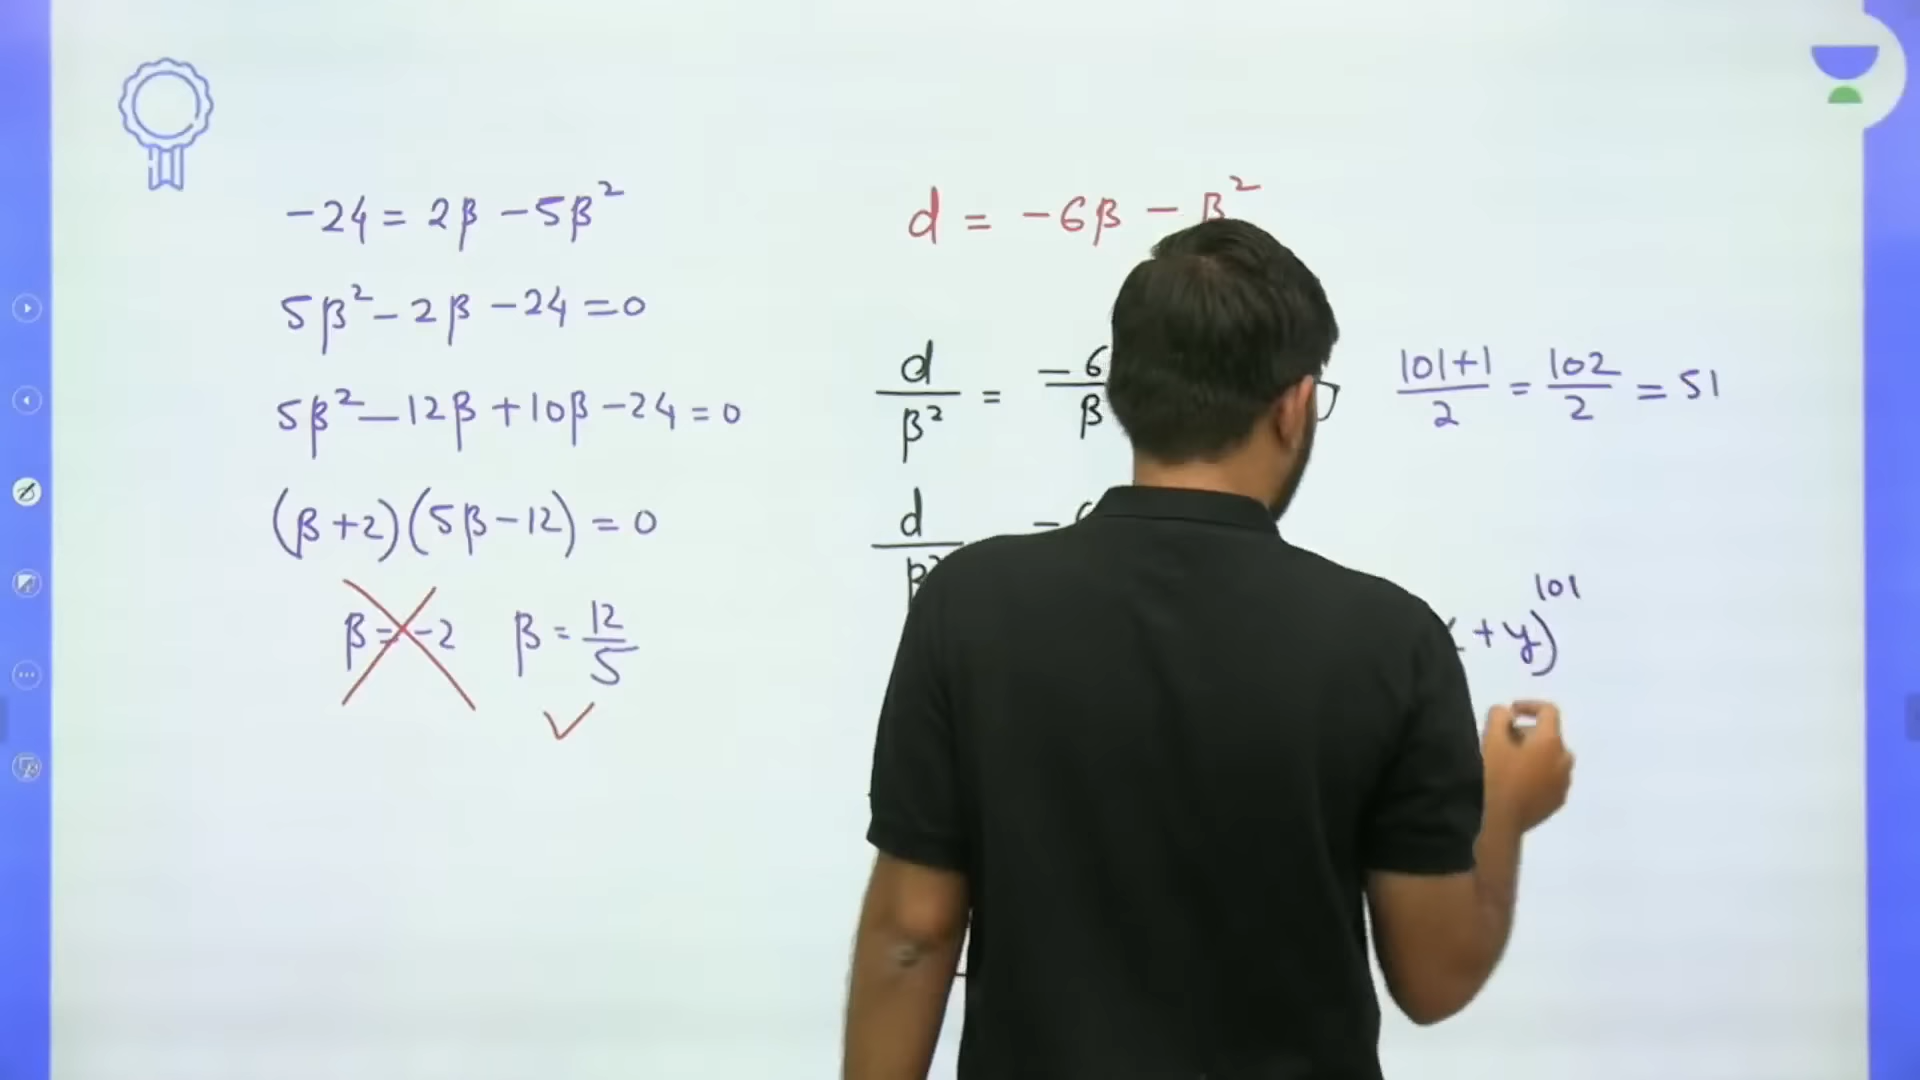 -24 = 2β - 5β²
5β² - 2β - 24 = 0
5β² - 12β + 10β - 24 = 0
(β + 2)(5β - 12) = 0
β = -2 β = 12/5
d = -6β - β²
d/β² = -6/β
d/β² -
(101+1)/2 = 102/2 = 51
+ y)¹⁰¹